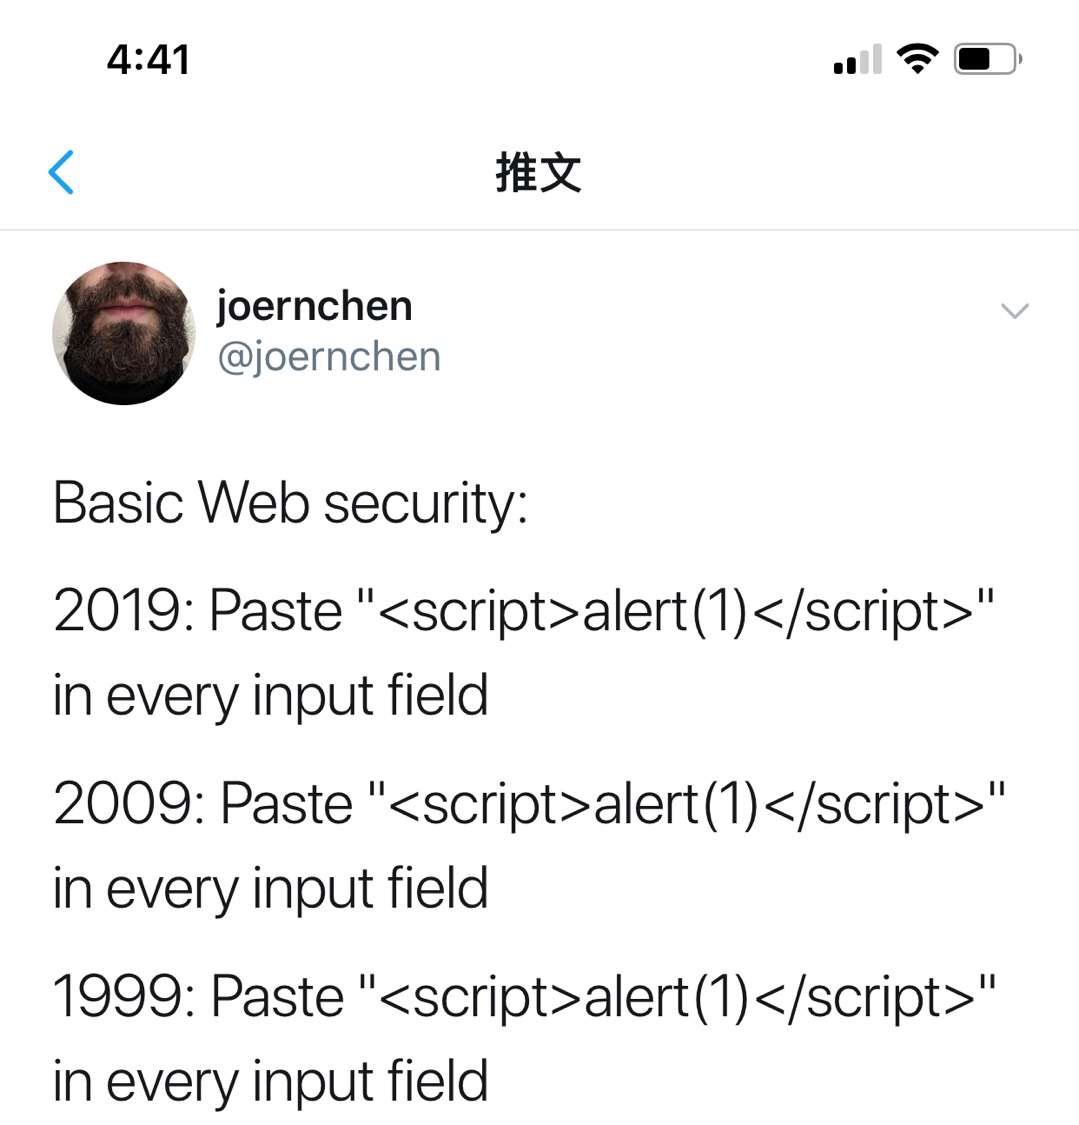 4:41
推文
joernchen
@joernchen
Basic Web security:
2019: Paste "<script>alert(1)</script>"
in every input field
2009: Paste "<script>alert(1)</script>"
in every input field
1999: Paste "<script>alert(1)</script>"
in every input field